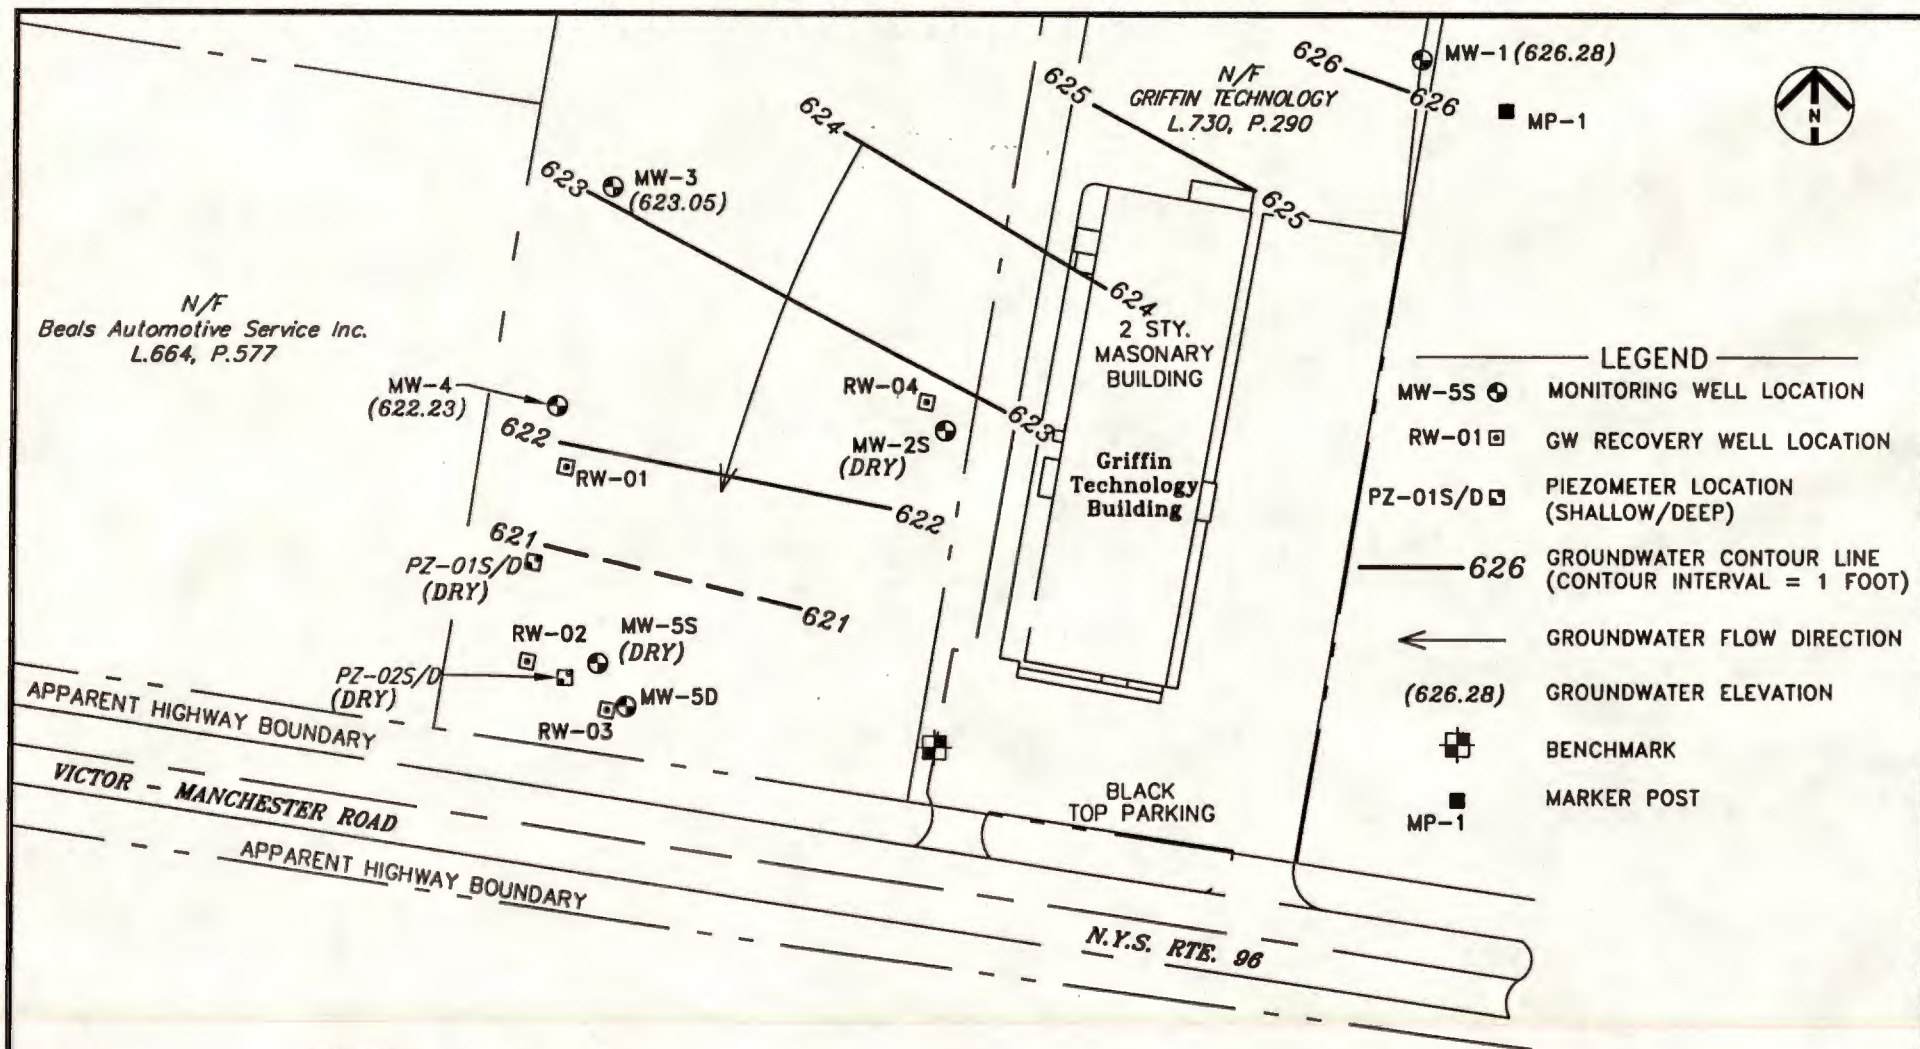 626
MW-1 (626.28)
626
MP-1
N
N/F
GRIFFIN TECHNOLOGY
L.730, P.290
625
625
624
624
623
MW-3
(623.05)
623
N/F
Beals Automotive Service Inc.
L.664, P.577
2 STY.
MASONARY
BUILDING
Griffin
Technology
Building
MW-4
(622.23)
RW-04
MW-2S
(DRY)
622
RW-01
622
621
PZ-01S/D
(DRY)
621
RW-02
MW-5S
(DRY)
PZ-02S/D
(DRY)
MW-5D
RW-03
APPARENT HIGHWAY BOUNDARY
VICTOR - MANCHESTER ROAD
APPARENT HIGHWAY BOUNDARY
BLACK
TOP PARKING
N.Y.S. RTE. 96
LEGEND
MW-5S MONITORING WELL LOCATION
RW-01 GW RECOVERY WELL LOCATION
PZ-01S/D PIEZOMETER LOCATION
(SHALLOW/DEEP)
626 GROUNDWATER CONTOUR LINE
(CONTOUR INTERVAL = 1 FOOT)
GROUNDWATER FLOW DIRECTION
(626.28) GROUNDWATER ELEVATION
BENCHMARK
MARKER POST
MP-1